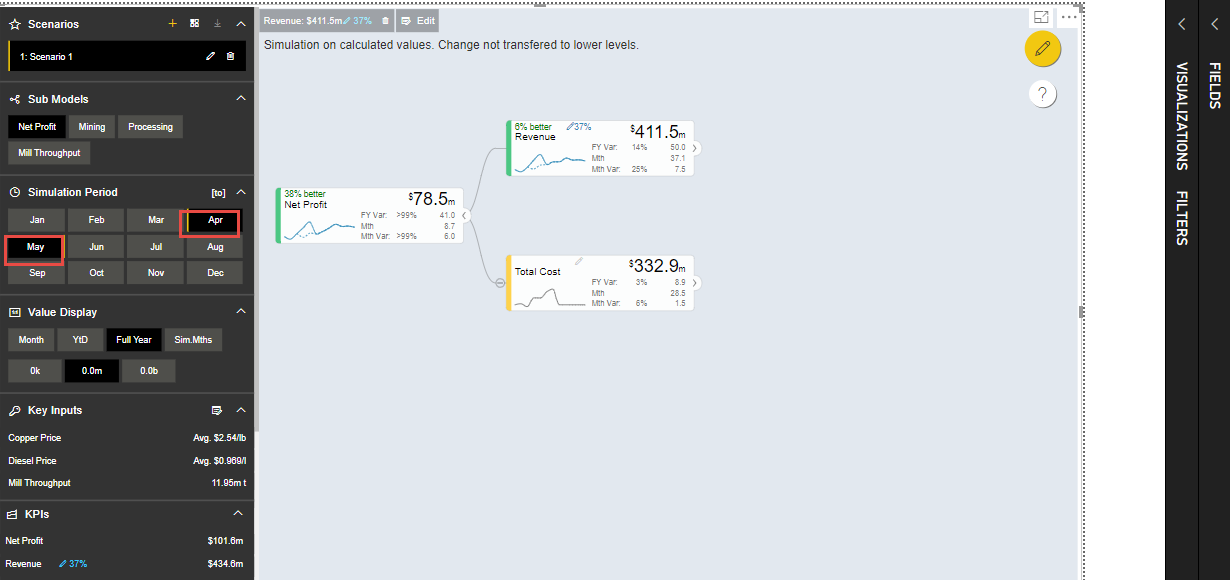 Scenarios
1: Scenario 1
Sub Models
Net Profit Mining Processing
Mill Throughput
Simulation Period [to]
Jan Feb Mar Apr
May Jun Jul Aug
Sep Oct Nov Dec
Value Display
Month YtD Full Year Sim.Mths
0k 0.0m 0.0b
Key Inputs
Copper Price Avg. $2.54/lb
Diesel Price Avg. $0.969/l
Mill Throughput 11.95m t
KPIs
Net Profit $101.6m
Revenue 37% $434.6m
Revenue: $411.5m 37% Edit
Simulation on calculated values. Change not transfered to lower levels.
38% better
Net Profit $78.5m
FY Var: >99% 41.0
Mth 8.7
Mth Var: >99% 6.0
6% better 37%
Revenue $411.5m
FY Var: 14% 50.0
Mth 37.1
Mth Var: 25% 7.5
Total Cost $332.9m
FY Var: 3% 8.9
Mth 28.5
Mth Var: 6% 1.5
?
VISUALIZATIONS
FILTERS
FIELDS